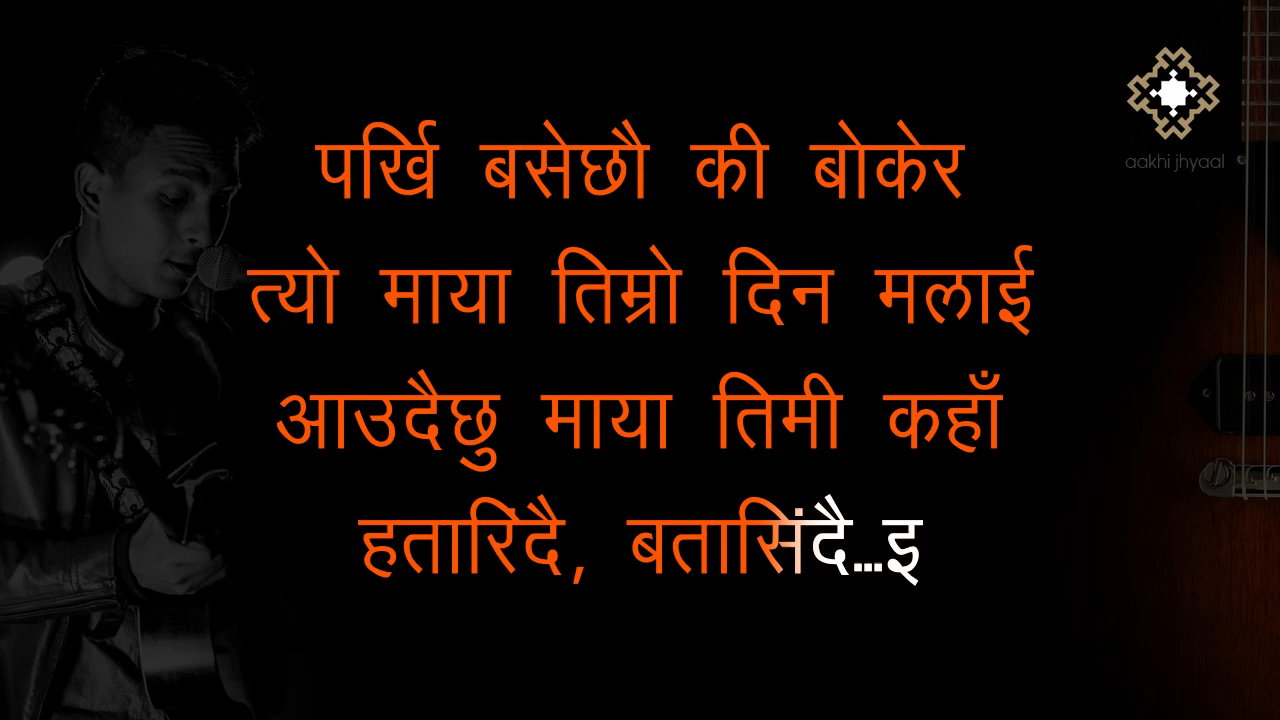 पर्खि बसेछौ की बोकेर
त्यो माया तिम्रो दिन मलाई
आउदैछु माया तिमी कहाँ
हतारिंदै, बतासिंदै...इ
aakhi jhyaal